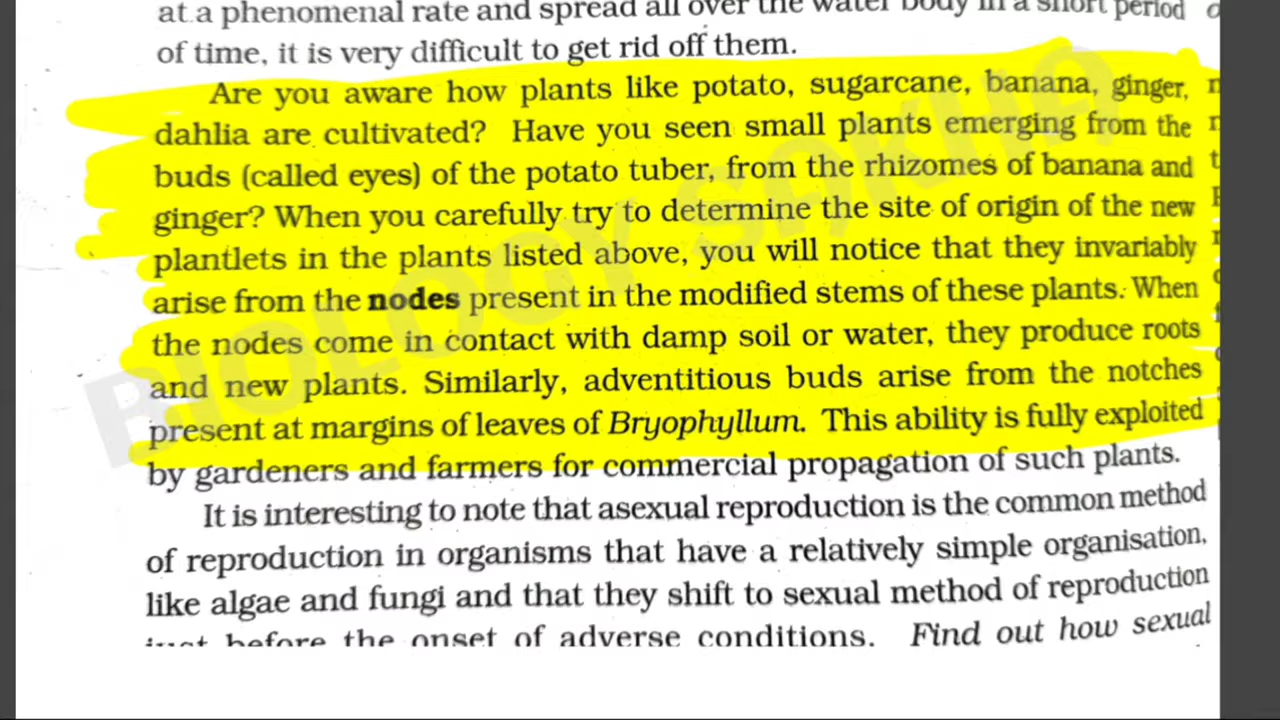 at a phenomenal rate and spread all over the water body in a short period
of time, it is very difficult to get rid off them.
Are you aware how plants like potato, sugarcane, banana, ginger,
dahlia are cultivated? Have you seen small plants emerging from the
buds (called eyes) of the potato tuber, from the rhizomes of banana and
ginger? When you carefully try to determine the site of origin of the new
plantlets in the plants listed above, you will notice that they invariably
arise from the nodes present in the modified stems of these plants. When
the nodes come in contact with damp soil or water, they produce roots
and new plants. Similarly, adventitious buds arise from the notches
present at margins of leaves of Bryophyllum. This ability is fully exploited
by gardeners and farmers for commercial propagation of such plants.
It is interesting to note that asexual reproduction is the common method
of reproduction in organisms that have a relatively simple organisation,
like algae and fungi and that they shift to sexual method of reproduction
just before the onset of adverse conditions. Find out how sexual
BIOLOGY SAKHA